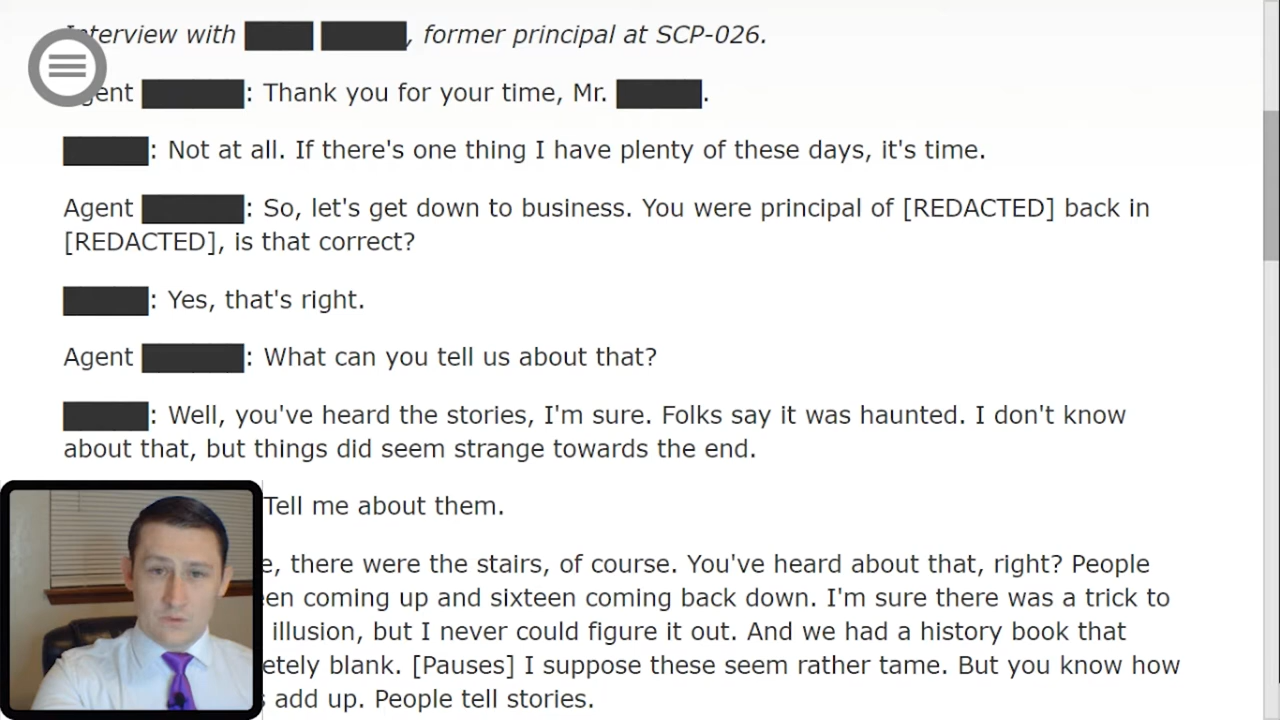 Interview with ███ ████, former principal at SCP-026.
gent █████: Thank you for your time, Mr. ████.
████: Not at all. If there's one thing I have plenty of these days, it's time.
Agent █████: So, let's get down to business. You were principal of [REDACTED] back in
[REDACTED], is that correct?
████: Yes, that's right.
Agent █████: What can you tell us about that?
████: Well, you've heard the stories, I'm sure. Folks say it was haunted. I don't know
about that, but things did seem strange towards the end.
Tell me about them.
e, there were the stairs, of course. You've heard about that, right? People
en coming up and sixteen coming back down. I'm sure there was a trick to
illusion, but I never could figure it out. And we had a history book that
etely blank. [Pauses] I suppose these seem rather tame. But you know how
add up. People tell stories.